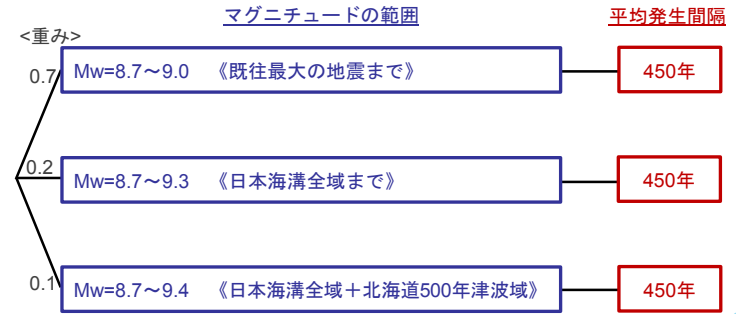 マグニチュードの範囲 平均発生間隔
<重み>
0.7 Mw=8.7～9.0 《既往最大の地震まで》 450年
0.2 Mw=8.7～9.3 《日本海溝全域まで》 450年
0.1 Mw=8.7～9.4 《日本海溝全域＋北海道500年津波域》 450年